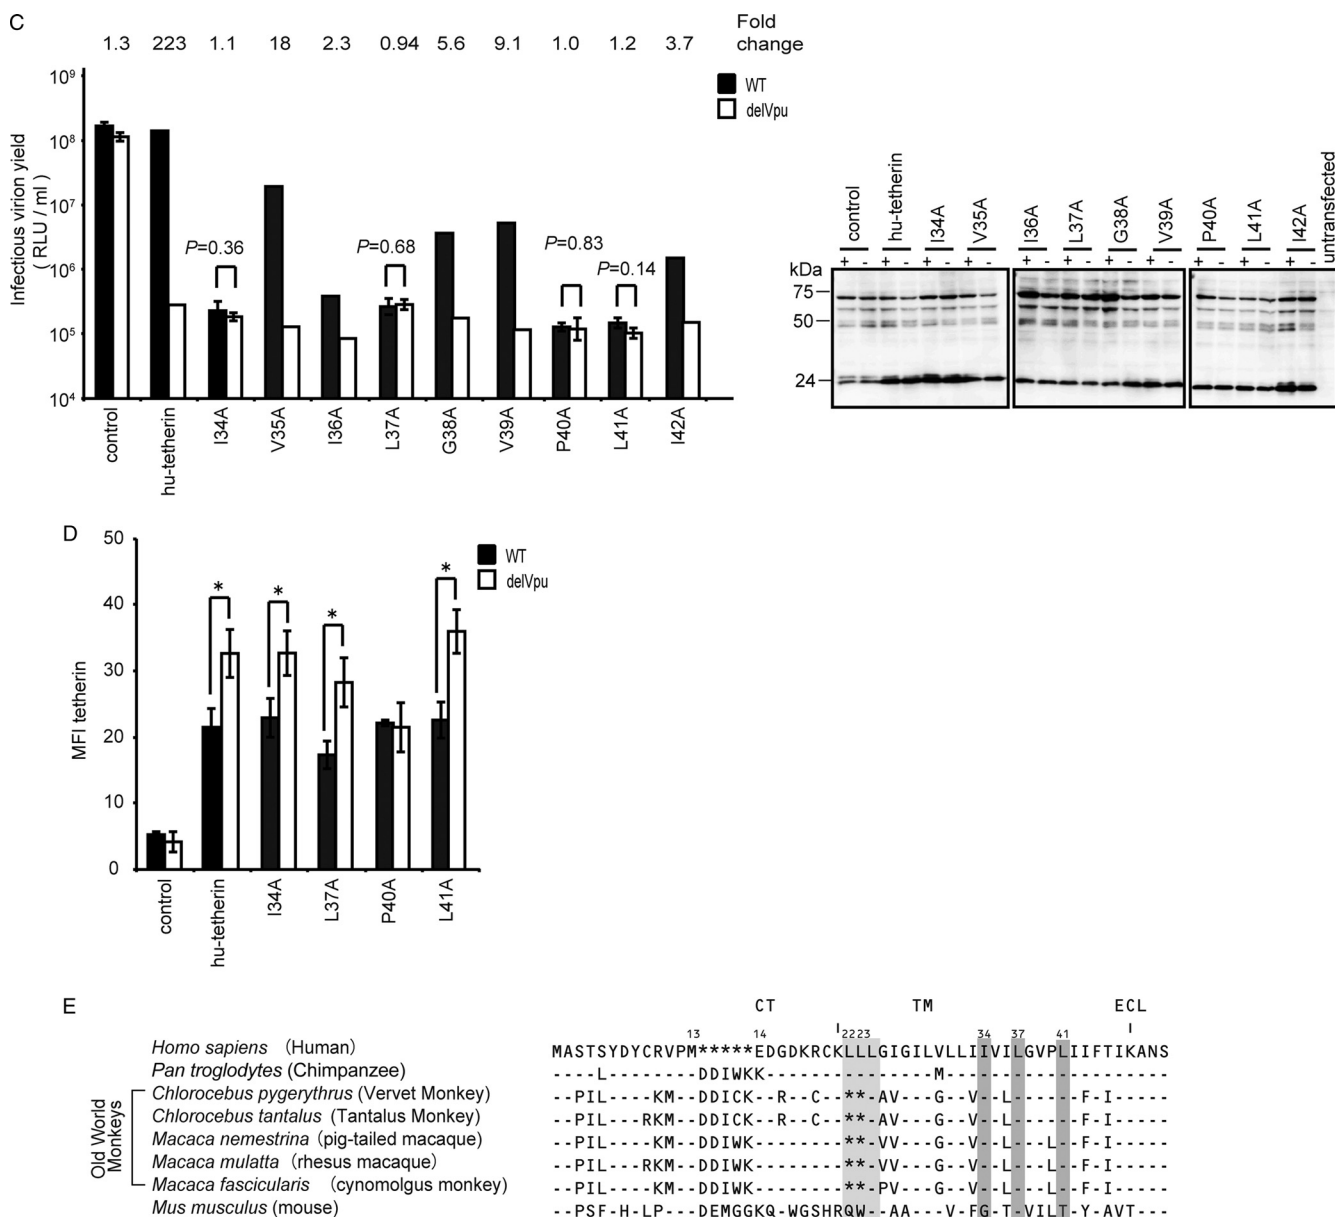 C
Fold change
1.3 223 1.1 18 2.3 0.94 5.6 9.1 1.0 1.2 3.7
WT
delVpu
Infectious virion yield
( RLU / ml )
10⁹
10⁸
10⁷
10⁶
10⁵
10⁴
P=0.36
P=0.68
P=0.83
P=0.14
control hu-tetherin I34A V35A I36A L37A G38A V39A P40A L41A I42A
control hu-tetherin I34A V35A I36A L37A G38A V39A P40A L41A I42A untransfected
+ - + - + - + - + - + - + - + - + - + - + -
kDa
75
50
24
D
WT
delVpu
MFI tetherin
50
40
30
20
10
0
* * * *
control hu-tetherin I34A L37A P40A L41A
E
CT TM ECL
13 14 22 23 34 37 41
Homo sapiens (Human) MASTSYDYCRVPM*****EDGDKRCKLLLGIGILVLLIIVILGVPLIIFTIKANS
Pan troglodytes (Chimpanzee) ----L--------DDIWKK---------------M--------------------
Old World Monkeys
Chlorocebus pygerythrus (Vervet Monkey) --PIL----KM--DDICK--R--C--**-AV---G--V--L------F-I-----
Chlorocebus tantalus (Tantalus Monkey) --PIL---RKM--DDICK--R--C--**-AV---G--V--L------F-I-----
Macaca nemestrina (pig-tailed macaque) --PIL----KM--DDIWK--------**-VV---G--V--L---L--F-I-----
Macaca mulatta (rhesus macaque) --PIL---RKM--DDIWK--------**-VV---G--V--L---L--F-I-----
Macaca fascicularis (cynomolgus monkey) --PIL----KM--DDIWK--------**-PV---G--V--L------F-I-----
Mus musculus (mouse) --PSF-H-LP---DEMGGKQ-WGSHRQW--AA---V--FGT-VILTY-AVT----